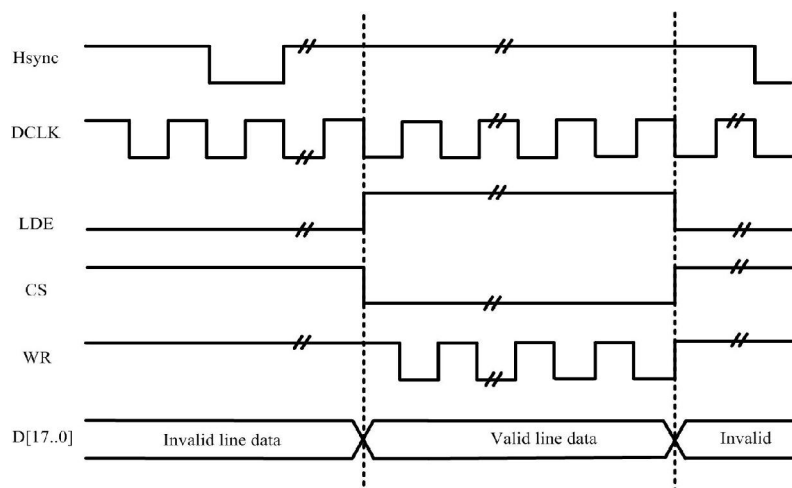 Hsync
DCLK
LDE
CS
WR
D[17..0]
Invalid line data
Valid line data
Invalid